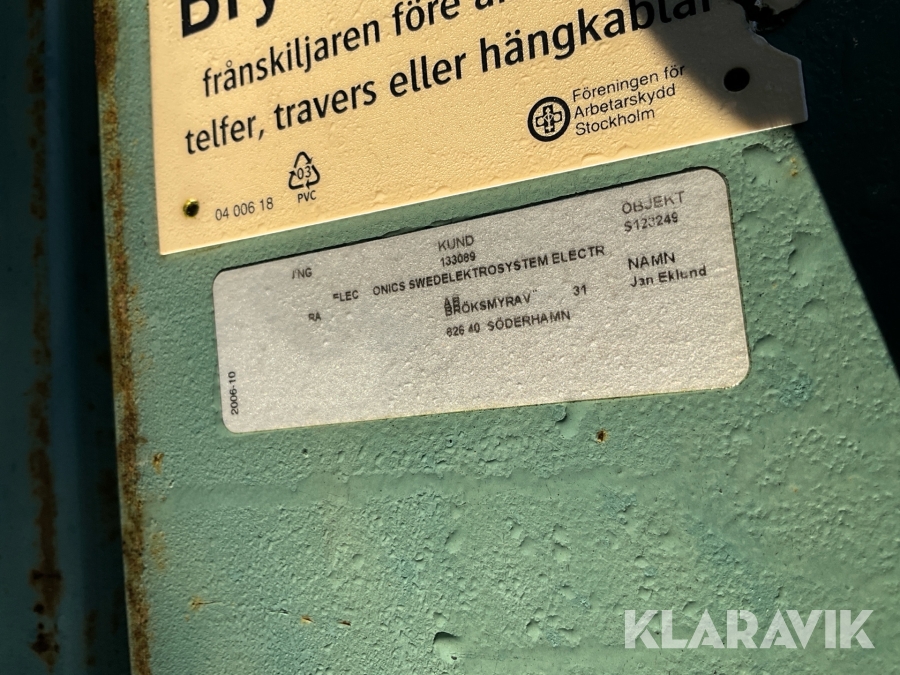 Bry
frånskiljaren före
telfer, travers eller hängkablar
Föreningen för
Arbetarskydd
Stockholm
03
PVC
04 006 18
KUND
133089
OBJEKT
ONICS SWEDELEKTROSYSTEM ELECTR
AB
BRÖKSMYRAV 31
826 40 SÖDERHAMN
NAMN
Jan Eklund
2006-10
KLARAVIK